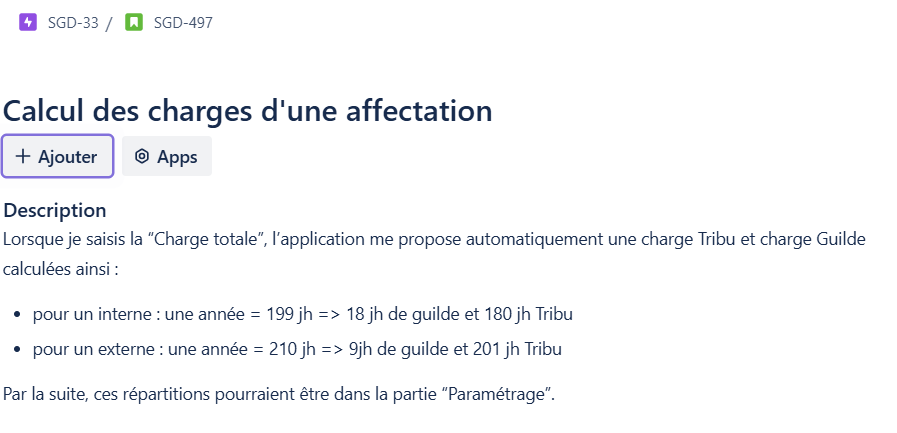 SGD-33 / SGD-497
Calcul des charges d'une affectation
+ Ajouter Apps
Description
Lorsque je saisis la “Charge totale”, l’application me propose automatiquement une charge Tribu et charge Guilde
calculées ainsi :
• pour un interne : une année = 199 jh => 18 jh de guilde et 180 jh Tribu
• pour un externe : une année = 210 jh => 9jh de guilde et 201 jh Tribu
Par la suite, ces répartitions pourraient être dans la partie “Paramétrage”.